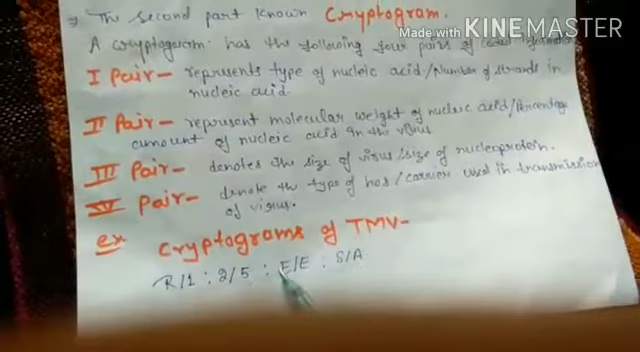 → The second part known Cryptogram.
Made with KINEMASTER
A cryptogram has the following four pairs of coded information
I Pair – represents type of nucleic acid/Number of strands in
nucleic acid
II Pair – represent molecular weight of nucleic acid/Percentage
amount of nucleic acid in the virus
III Pair – denotes the size of virus/size of nucleoprotein.
IV Pair – denote the type of hos/carrier used in transmission
of virus.
ex Cryptograms of TMV–
R/1 : 2/5 : E/E : S/A